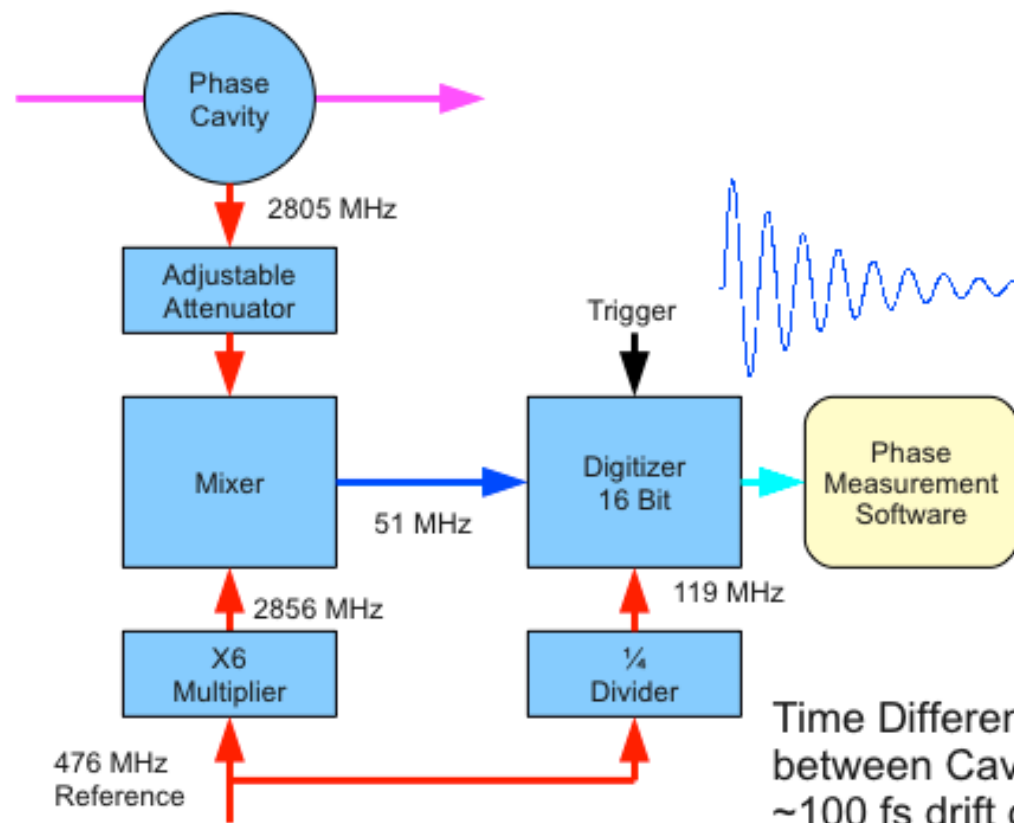 Phase
Cavity
2805 MHz
Adjustable
Attenuator
Trigger
Mixer
51 MHz
Digitizer
16 Bit
Phase
Measurement
Software
2856 MHz
119 MHz
X6
Multiplier
¼
Divider
476 MHz
Reference
Time Differen
between Cav
~100 fs drift